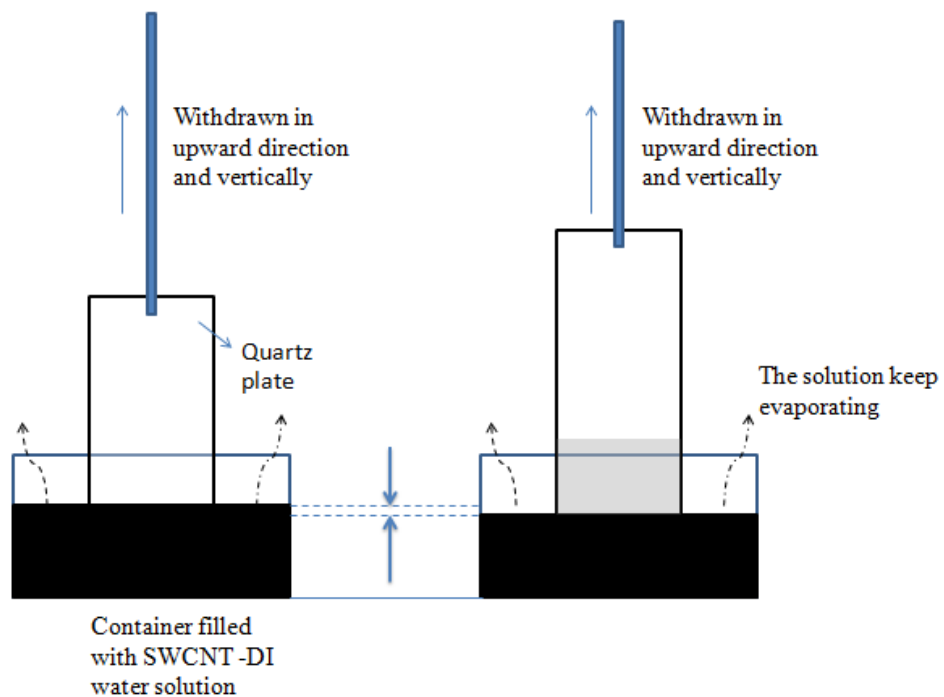 Withdrawn in
upward direction
and vertically
Withdrawn in
upward direction
and vertically
Quartz
plate
The solution keep
evaporating
Container filled
with SWCNT -DI
water solution